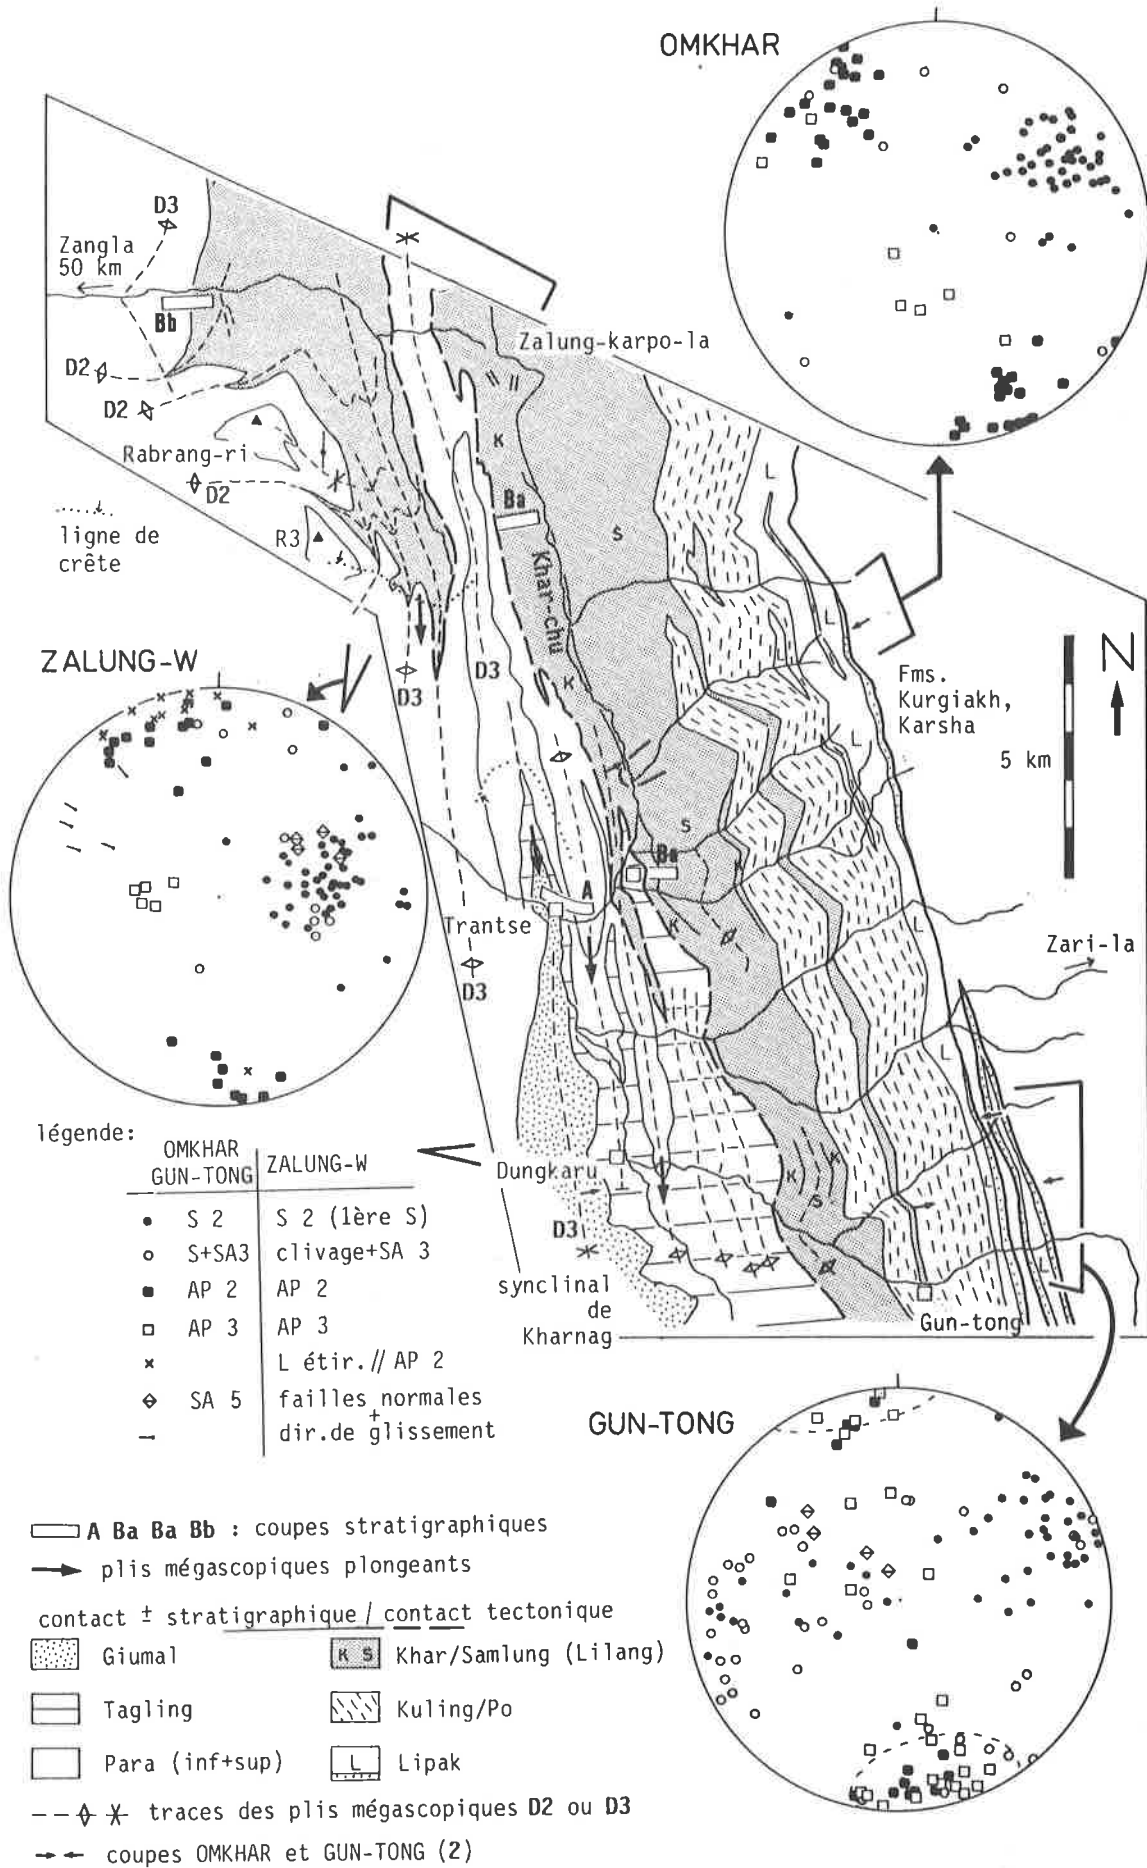 OMKHAR
D3
Zangla
50 km
Bb
Zalung-karpo-la
D2
D2
K
L
Rabrang-ri
D2
Ba
S
ligne de
crête
R3
Khar-chu
L
ZALUNG-W
D3
D3
K
Fms.
Kurgiakh,
Karsha
N
L
5 km
S
Ba
K
A
Trantse
K
L
Zari-la
D3
L
légende:
OMKHAR
GUN-TONG
ZALUNG-W
Dungkaru
K
K
L
S 2
S 2 (1ère S)
S
D3
S+SA3
clivage+SA 3
L
AP 2
AP 2
synclinal
de
Kharnag
AP 3
AP 3
Gun-tong
L étir.// AP 2
SA 5
failles normales
+
dir.de glissement
GUN-TONG
A Ba Ba Bb : coupes stratigraphiques
plis mégascopiques plongeants
contact ± stratigraphique / contact tectonique
Giumal
K S
Khar/Samlung (Lilang)
Tagling
Kuling/Po
Para (inf+sup)
L
Lipak
traces des plis mégascopiques D2 ou D3
coupes OMKHAR et GUN-TONG (2)